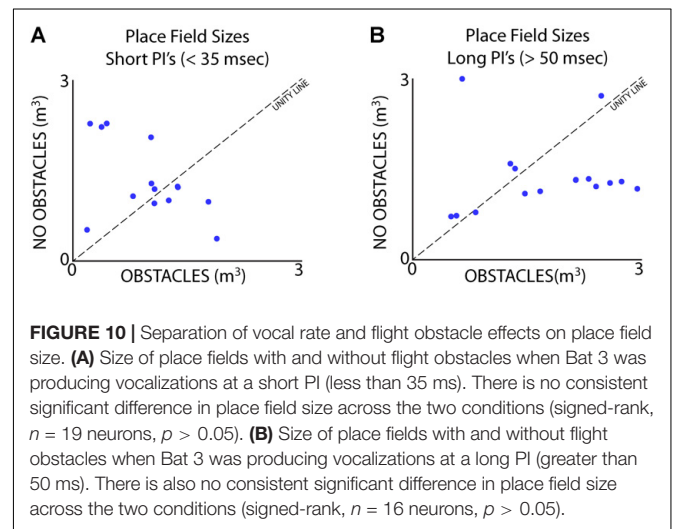 A
Place Field Sizes
Short PI's (< 35 msec)
3
UNITY LINE
NO OBSTACLES (m³)
0
0
OBSTACLES (m³)
3
B
Place Field Sizes
Long PI's (> 50 msec)
3
UNITY LINE
NO OBSTACLES (m³)
0
0
OBSTACLES(m³)
3
FIGURE 10 | Separation of vocal rate and flight obstacle effects on place field
size. (A) Size of place fields with and without flight obstacles when Bat 3 was
producing vocalizations at a short PI (less than 35 ms). There is no consistent
significant difference in place field size across the two conditions (signed-rank,
n = 19 neurons, p > 0.05). (B) Size of place fields with and without flight
obstacles when Bat 3 was producing vocalizations at a long PI (greater than
50 ms). There is also no consistent significant difference in place field size
across the two conditions (signed-rank, n = 16 neurons, p > 0.05).